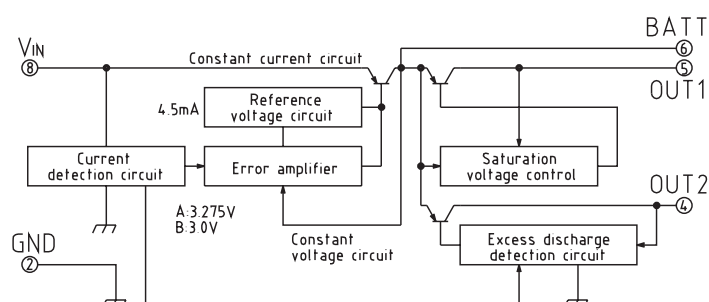 BATT
6
VIN
8
Constant current circuit
5
OUT1
4.5mA
Reference
voltage circuit
Current
detection circuit
Error amplifier
Saturation
voltage control
A:3.275V
B:3.0V
OUT2
4
GND
2
Constant
voltage circuit
Excess discharge
detection circuit